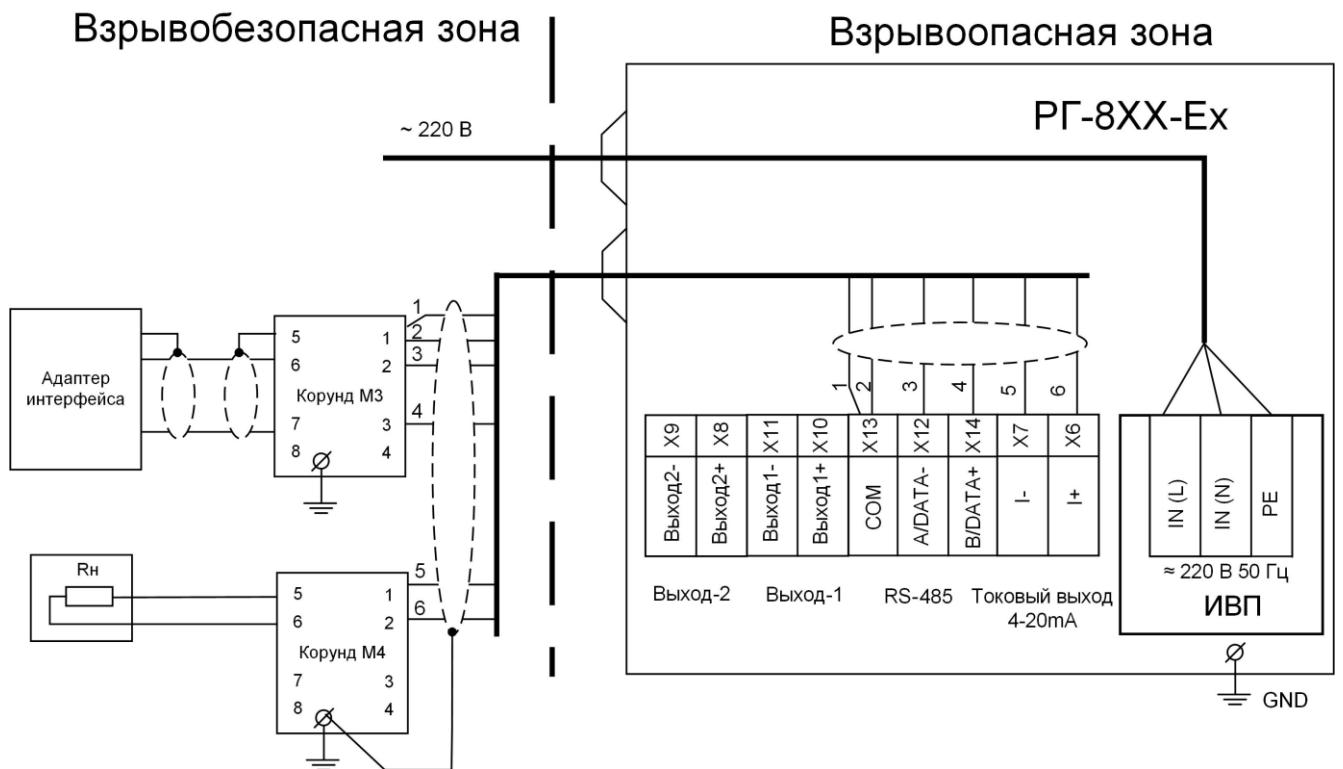 Взрывобезопасная зона
Взрывоопасная зона
РГ-8ХХ-Ех
~ 220 В
Адаптер
интерфейса
5
6
7
8
Корунд М3
1
2
3
4
1
2
3
4
Rн
5
6
7
8
Корунд М4
1
2
3
4
5
6
1
2
3
4
5
6
X9
X8
X11
X10
X13
X12
X14
X7
X6
Выход2-
Выход2+
Выход1-
Выход1+
COM
A/DATA-
B/DATA+
I-
I+
Выход-2
Выход-1
RS-485
Токовый выход
4-20mA
IN (L)
IN (N)
PE
≈ 220 В 50 Гц
ИВП
GND